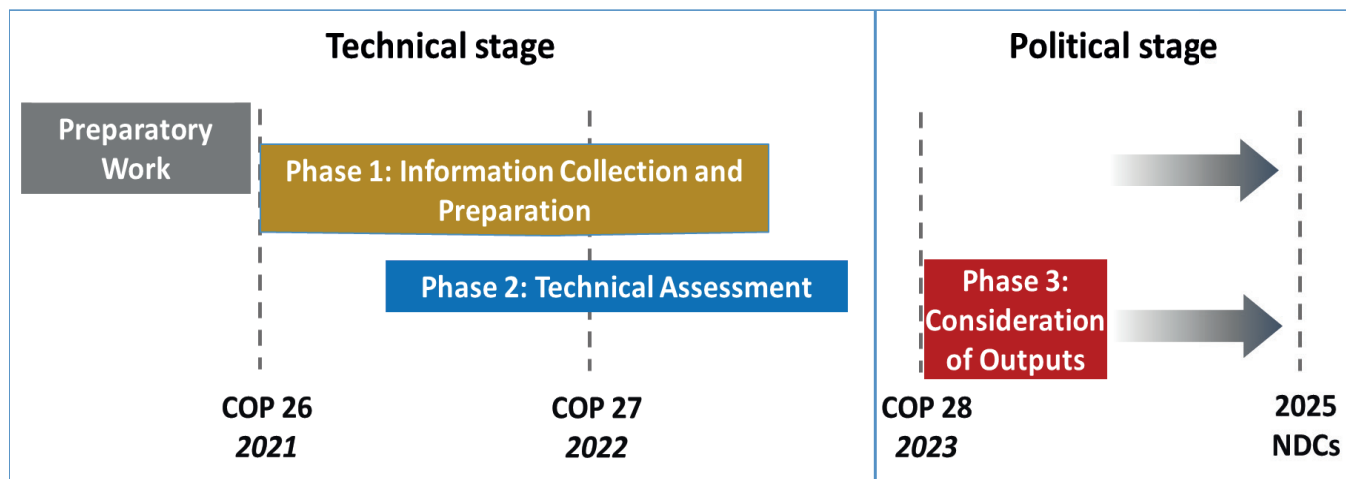 Technical stage
Political stage
Preparatory
Work
Phase 1: Information Collection and
Preparation
Phase 2: Technical Assessment
Phase 3:
Consideration
of Outputs
COP 26
2021
COP 27
2022
COP 28
2023
2025
NDCs